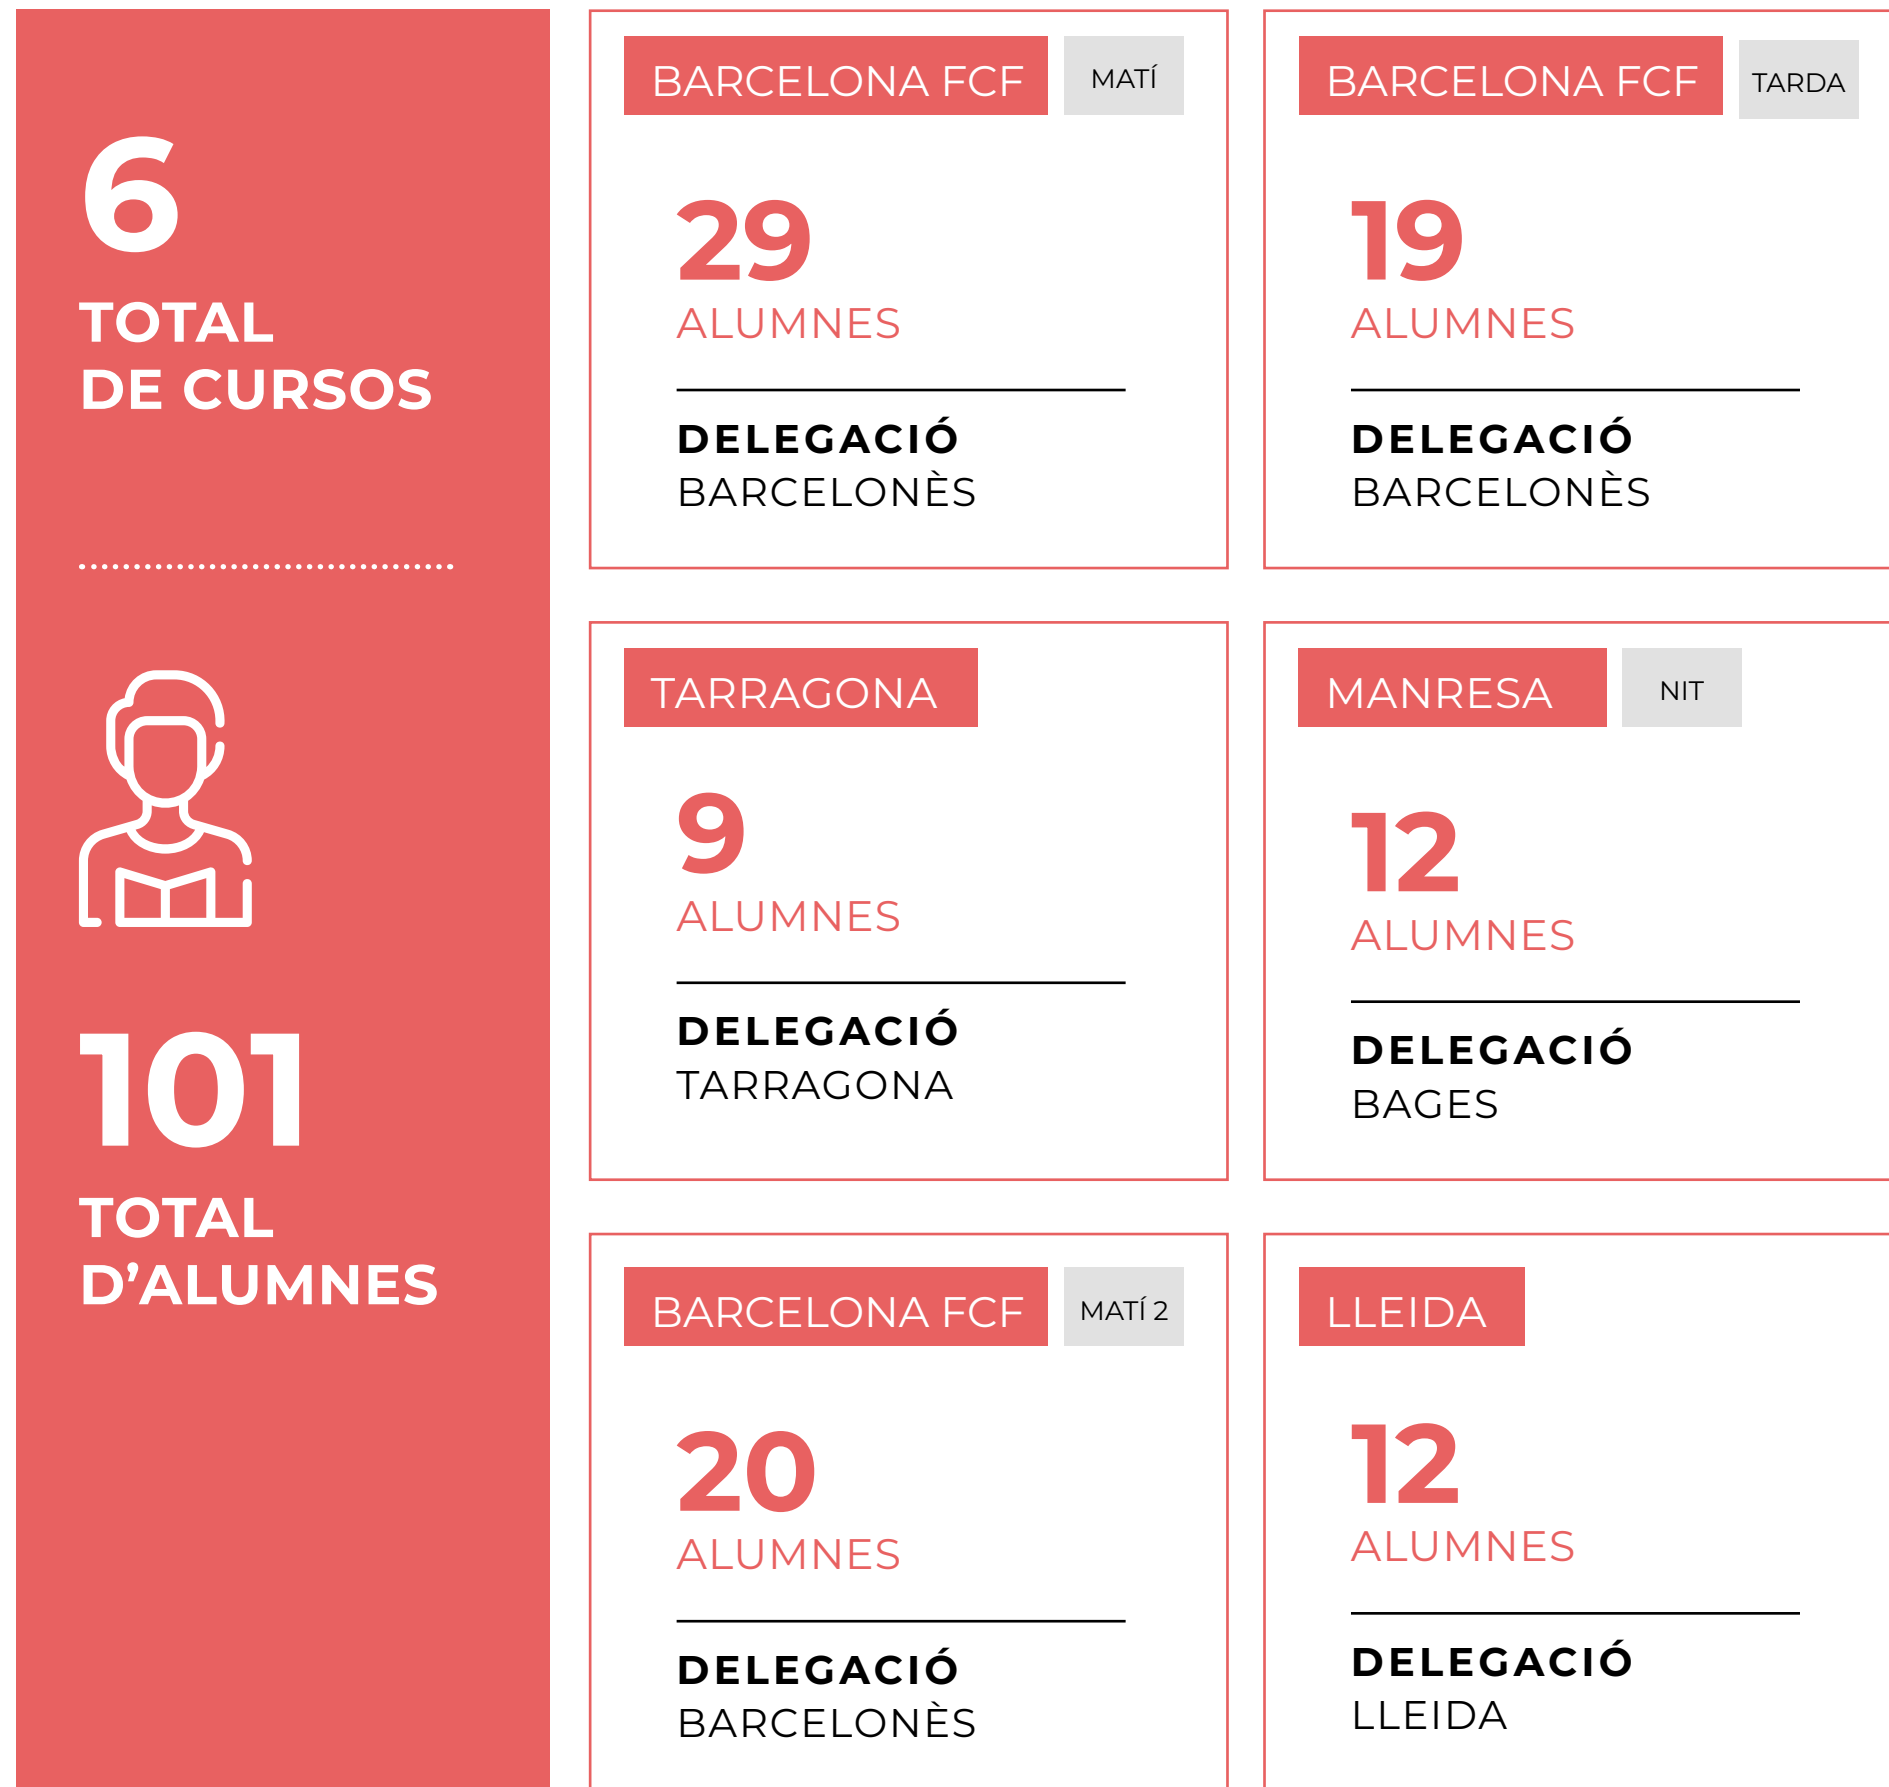 6
TOTAL
DE CURSOS
101
TOTAL
D’ALUMNES
BARCELONA FCF
MATÍ
29
ALUMNES
DELEGACIÓ
BARCELONÈS
BARCELONA FCF
TARDA
19
ALUMNES
DELEGACIÓ
BARCELONÈS
TARRAGONA
9
ALUMNES
DELEGACIÓ
TARRAGONA
MANRESA
NIT
12
ALUMNES
DELEGACIÓ
BAGES
BARCELONA FCF
MATÍ 2
20
ALUMNES
DELEGACIÓ
BARCELONÈS
LLEIDA
12
ALUMNES
DELEGACIÓ
LLEIDA